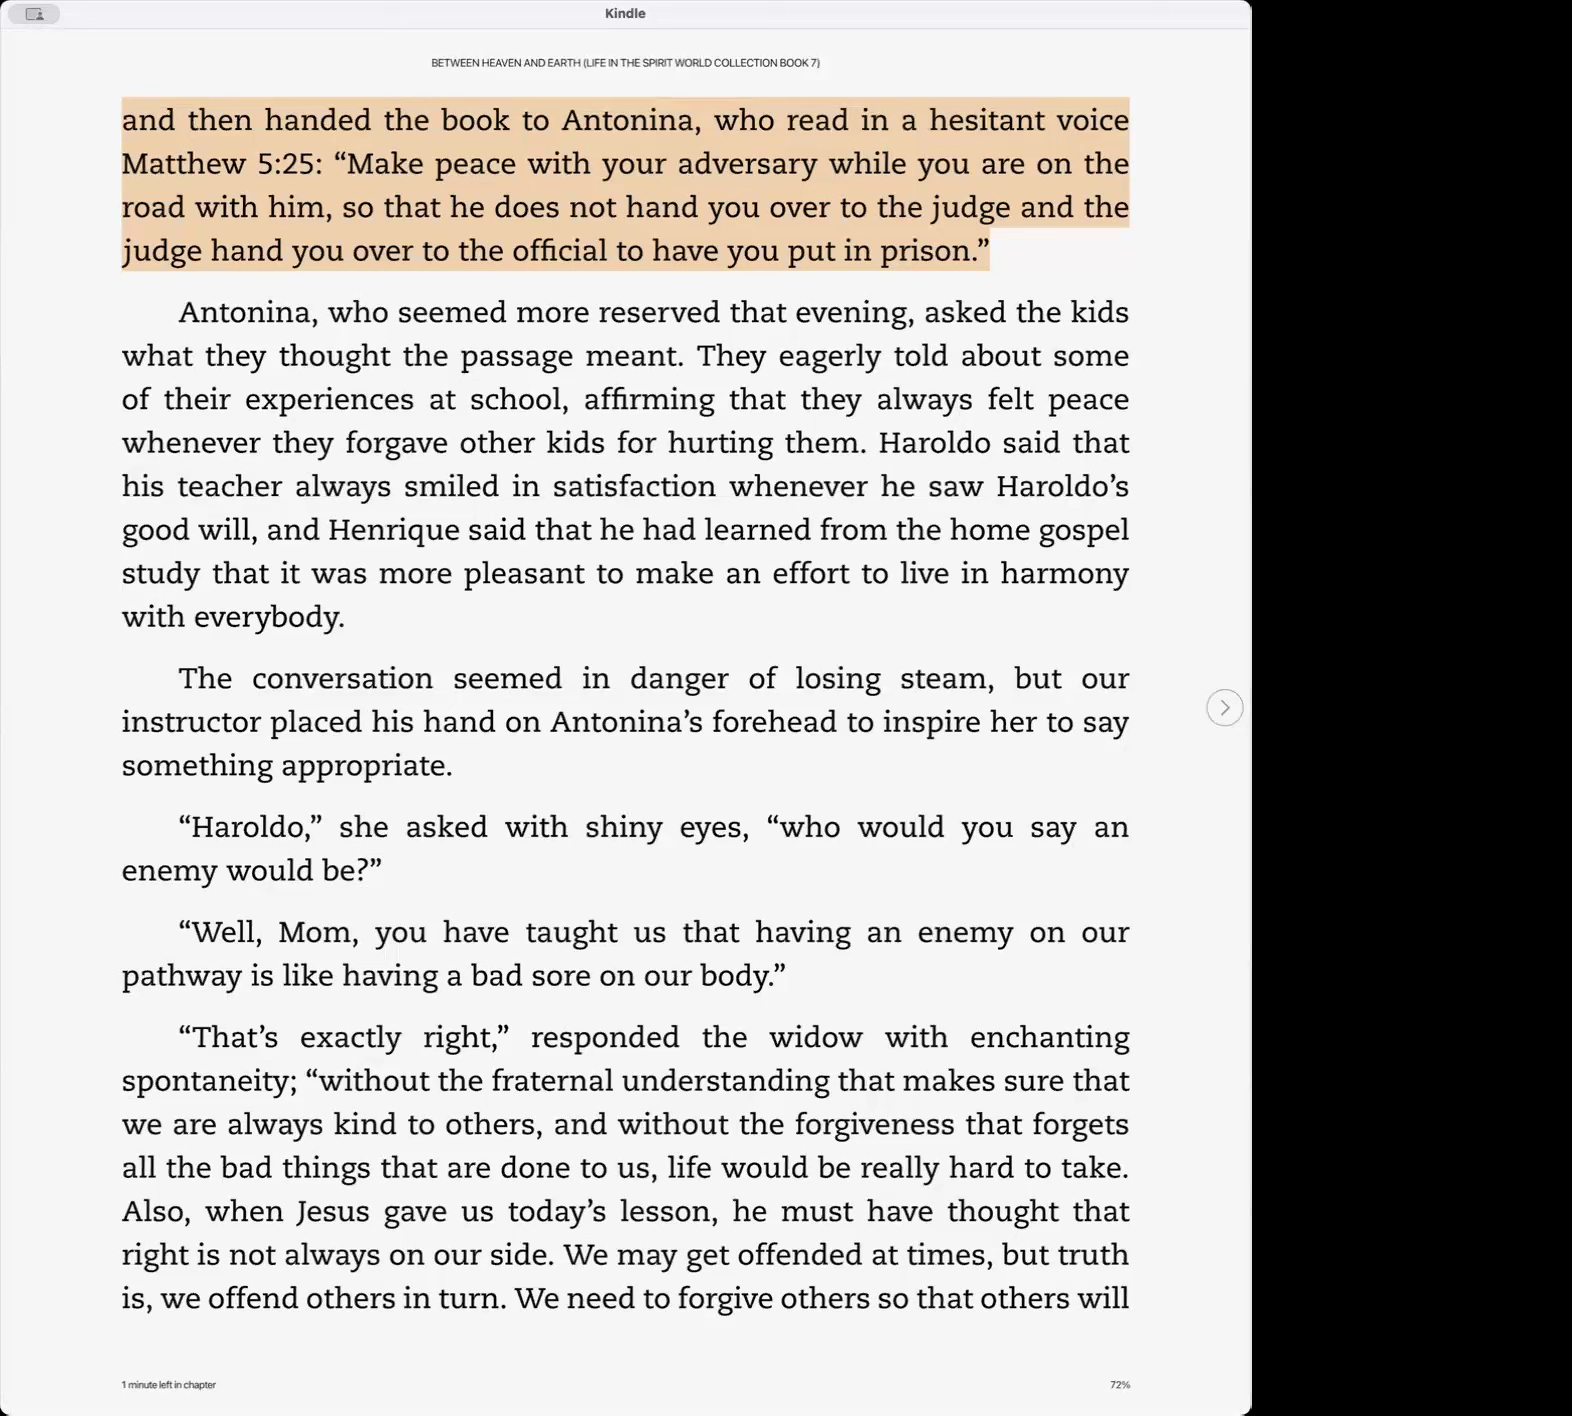 Kindle
BETWEEN HEAVEN AND EARTH (LIFE IN THE SPIRIT WORLD COLLECTION BOOK 7)
and then handed the book to Antonina, who read in a hesitant voice
Matthew 5:25: “Make peace with your adversary while you are on the
road with him, so that he does not hand you over to the judge and the
judge hand you over to the official to have you put in prison.”
Antonina, who seemed more reserved that evening, asked the kids
what they thought the passage meant. They eagerly told about some
of their experiences at school, affirming that they always felt peace
whenever they forgave other kids for hurting them. Haroldo said that
his teacher always smiled in satisfaction whenever he saw Haroldo’s
good will, and Henrique said that he had learned from the home gospel
study that it was more pleasant to make an effort to live in harmony
with everybody.
The conversation seemed in danger of losing steam, but our
instructor placed his hand on Antonina’s forehead to inspire her to say
something appropriate.
“Haroldo,” she asked with shiny eyes, “who would you say an
enemy would be?”
“Well, Mom, you have taught us that having an enemy on our
pathway is like having a bad sore on our body.”
“That’s exactly right,” responded the widow with enchanting
spontaneity; “without the fraternal understanding that makes sure that
we are always kind to others, and without the forgiveness that forgets
all the bad things that are done to us, life would be really hard to take.
Also, when Jesus gave us today’s lesson, he must have thought that
right is not always on our side. We may get offended at times, but truth
is, we offend others in turn. We need to forgive others so that others will
1 minute left in chapter
72%